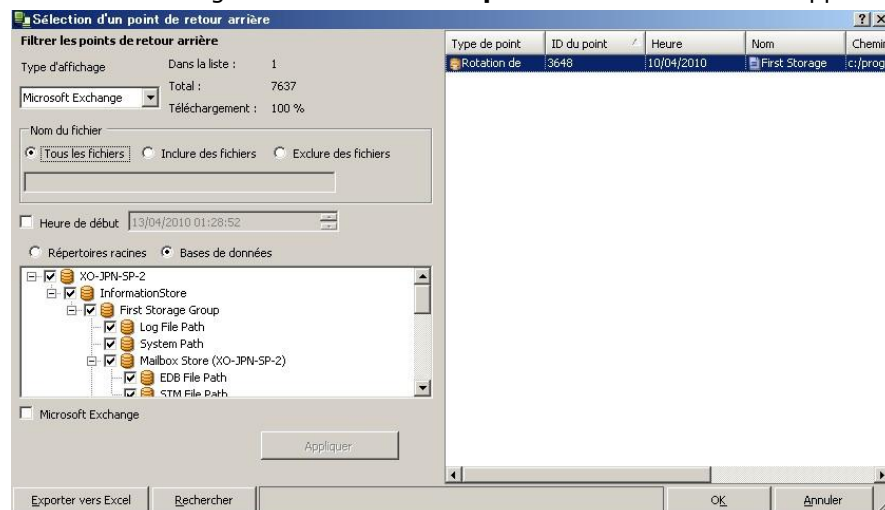 Sélection d'un point de retour arrière
Filtrer les points de retour arrière
Type d'affichage
Dans la liste : 1
Total : 7637
Microsoft Exchange
Téléchargement : 100 %
Nom du fichier
Tous les fichiers Inclure des fichiers Exclure des fichiers
Heure de début 13/04/2010 01:28:52
Répertoires racines Bases de données
XO-JPN-SP-2
InformationStore
First Storage Group
Log File Path
System Path
Mailbox Store (XO-JPN-SP-2)
EDB File Path
STM File Path
Microsoft Exchange
Appliquer
Type de point ID du point Heure Nom Chemin
Rotation de 3648 10/04/2010 First Storage c:/prog
Exporter vers Excel Rechercher OK Annuler